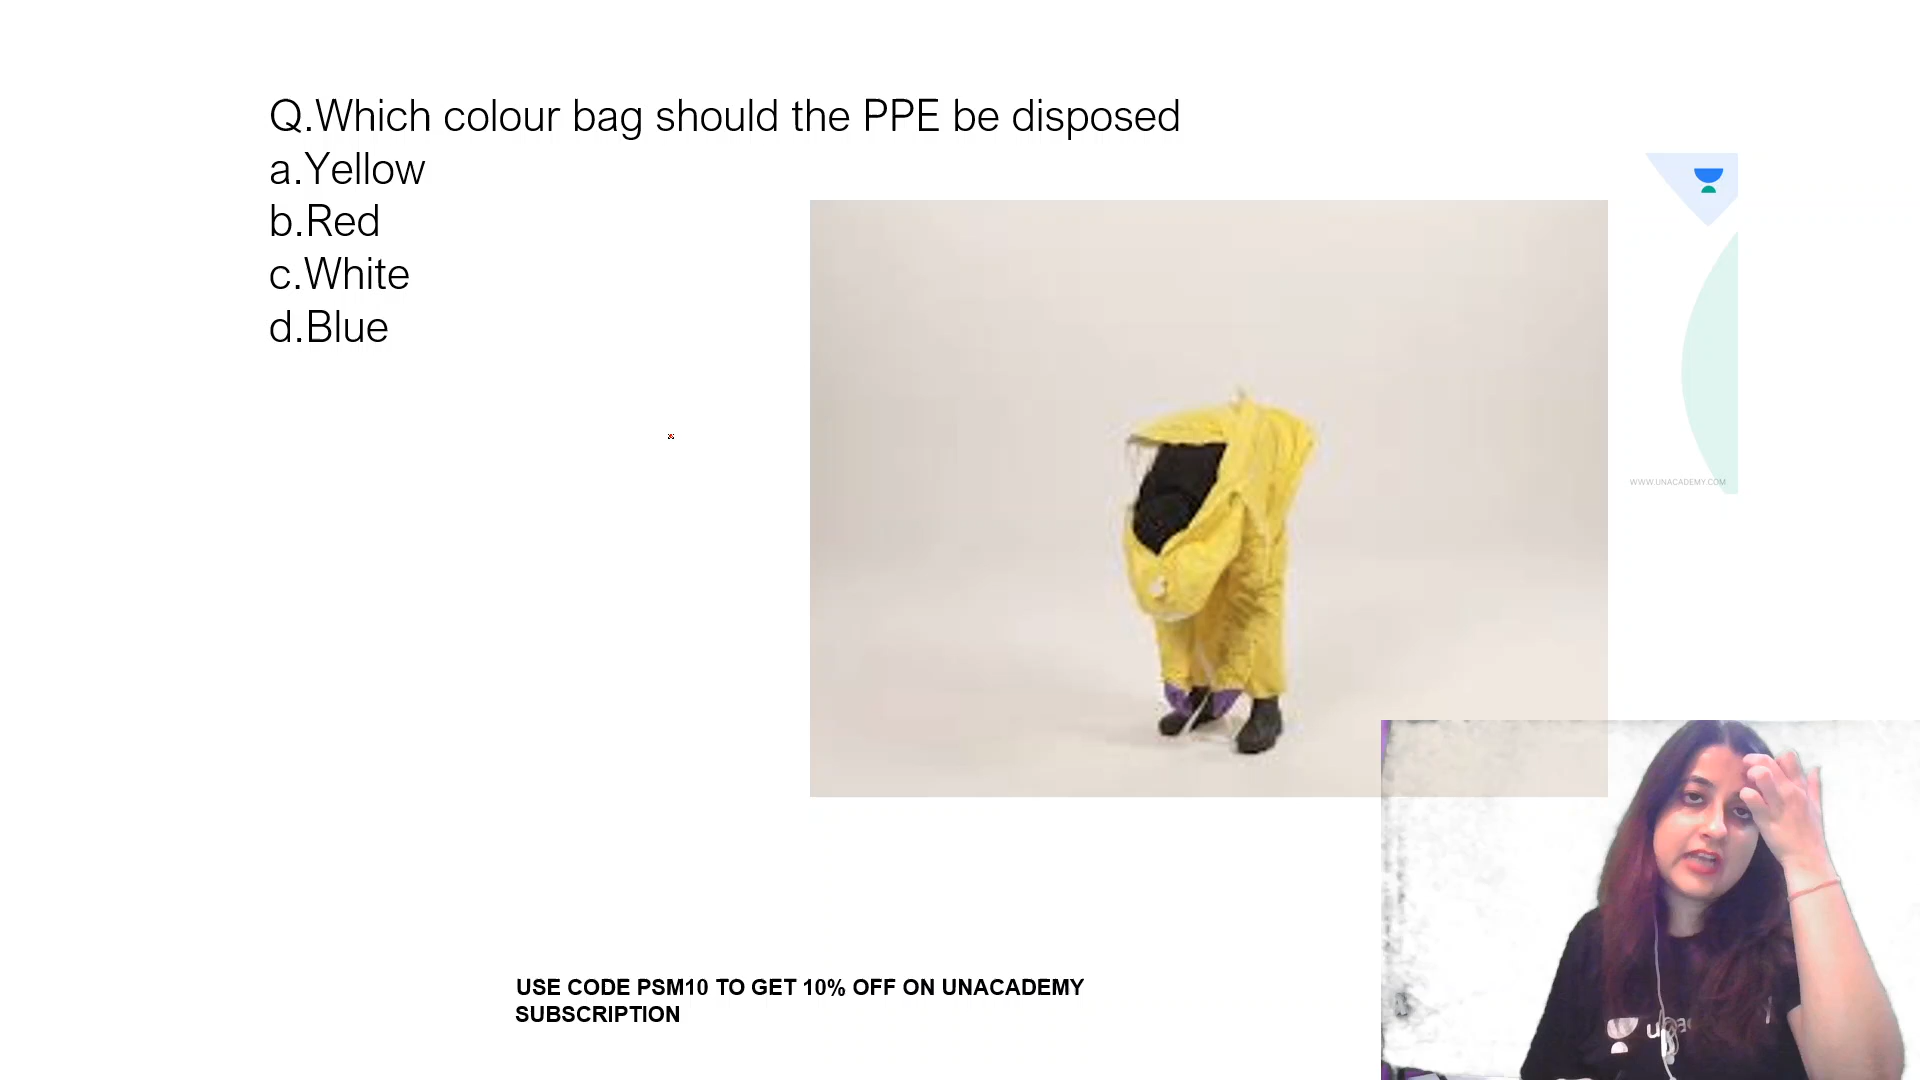 Q.Which colour bag should the PPE be disposed
a.Yellow
b.Red
c.White
d.Blue
WWW.UNACADEMY.COM
USE CODE PSM10 TO GET 10% OFF ON UNACADEMY
SUBSCRIPTION